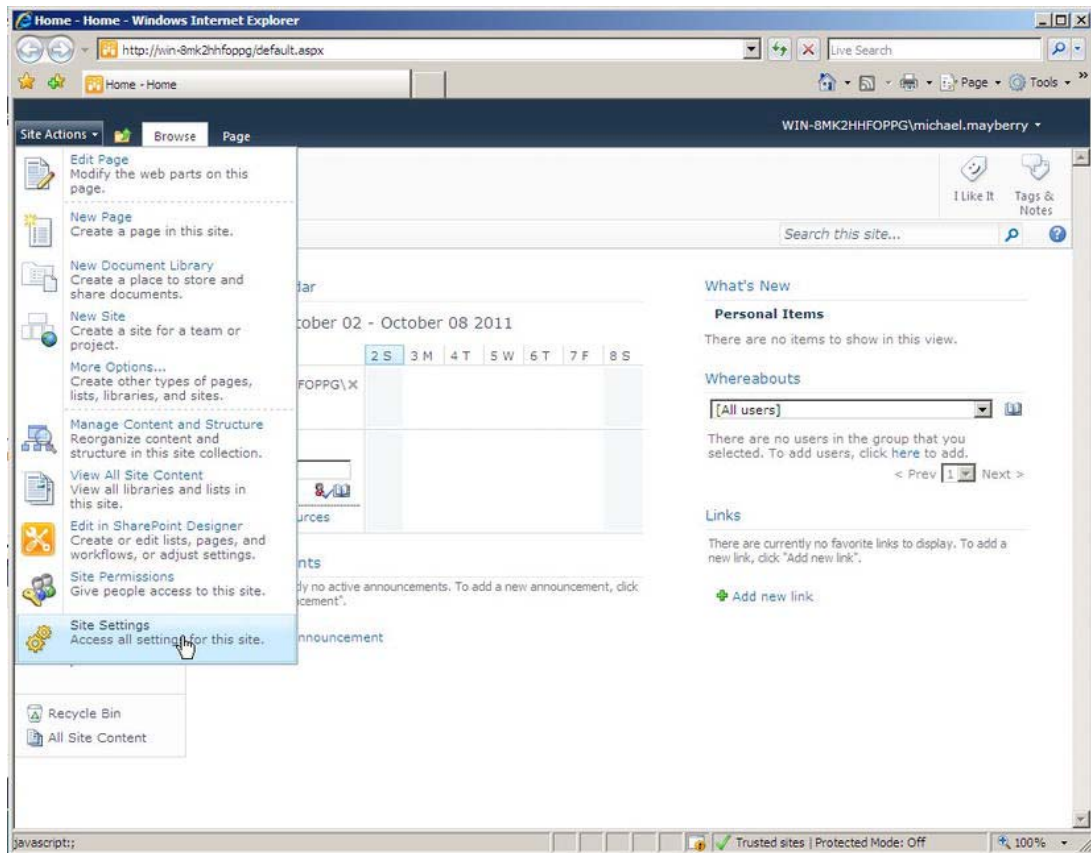 Home - Home - Windows Internet Explorer
http://win-8mk2hhfoppg/default.aspx
Live Search
Home - Home
Page
Tools
Site Actions
Browse
Page
WIN-8MK2HHFOPPG\michael.mayberry
Edit Page
Modify the web parts on this
page.
New Page
Create a page in this site.
New Document Library
Create a place to store and
share documents.
New Site
Create a site for a team or
project.
More Options...
Create other types of pages,
lists, libraries, and sites.
Manage Content and Structure
Reorganize content and
structure in this site collection.
View All Site Content
View all libraries and lists in
this site.
Edit in SharePoint Designer
Create or edit lists, pages, and
workflows, or adjust settings.
Site Permissions
Give people access to this site.
Site Settings
Access all settings for this site.
Recycle Bin
All Site Content
I Like It
Tags &
Notes
Search this site...
dar
tober 02 - October 08 2011
2 S 3 M 4 T 5 W 6 T 7 F 8 S
FOPPG\
urces
nts
ly no active announcements. To add a new announcement, click
cement".
nnouncement
What's New
Personal Items
There are no items to show in this view.
Whereabouts
[All users]
There are no users in the group that you
selected. To add users, click here to add.
< Prev 1 Next >
Links
There are currently no favorite links to display. To add a
new link, click "Add new link".
Add new link
javascript:;
Trusted sites | Protected Mode: Off
100%